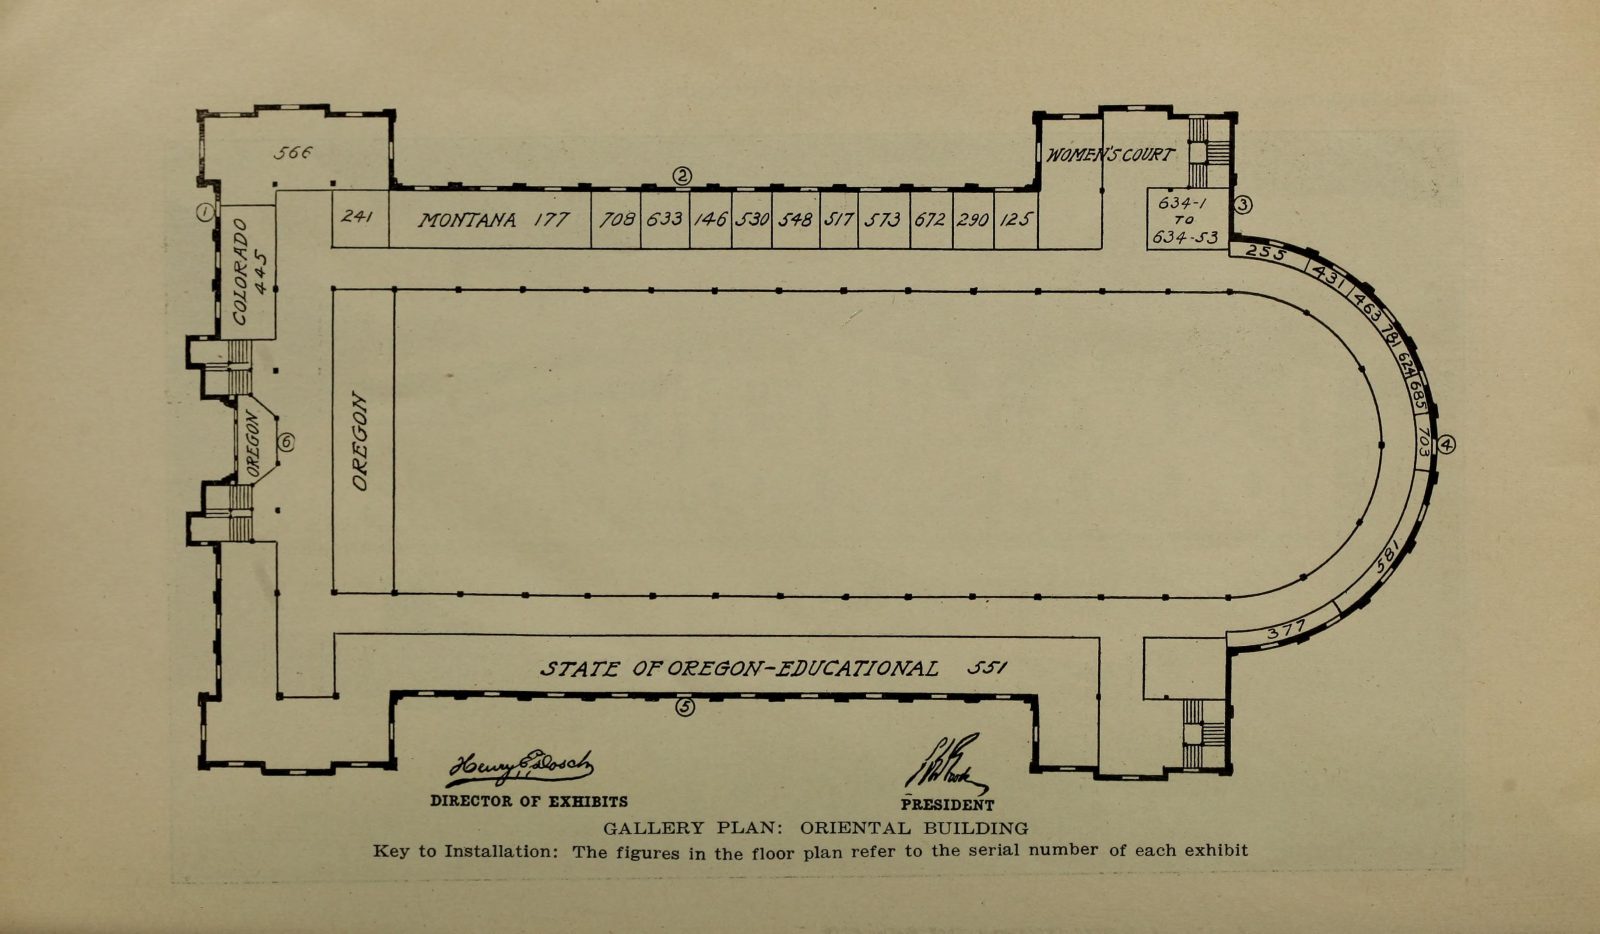 566
WOMEN'S COURT
2
1
3
COLORADO
445
241
MONTANA 177
708
633
146
530
548
517
573
672
290
125
634-1
TO
634-53
255
431
463
781
624
685
703
4
581
377
OREGON
6
OREGON
STATE OF OREGON-EDUCATIONAL 551
5
Henry E. Dosch
DIRECTOR OF EXHIBITS
PRESIDENT
GALLERY PLAN: ORIENTAL BUILDING
Key to Installation: The figures in the floor plan refer to the serial number of each exhibit